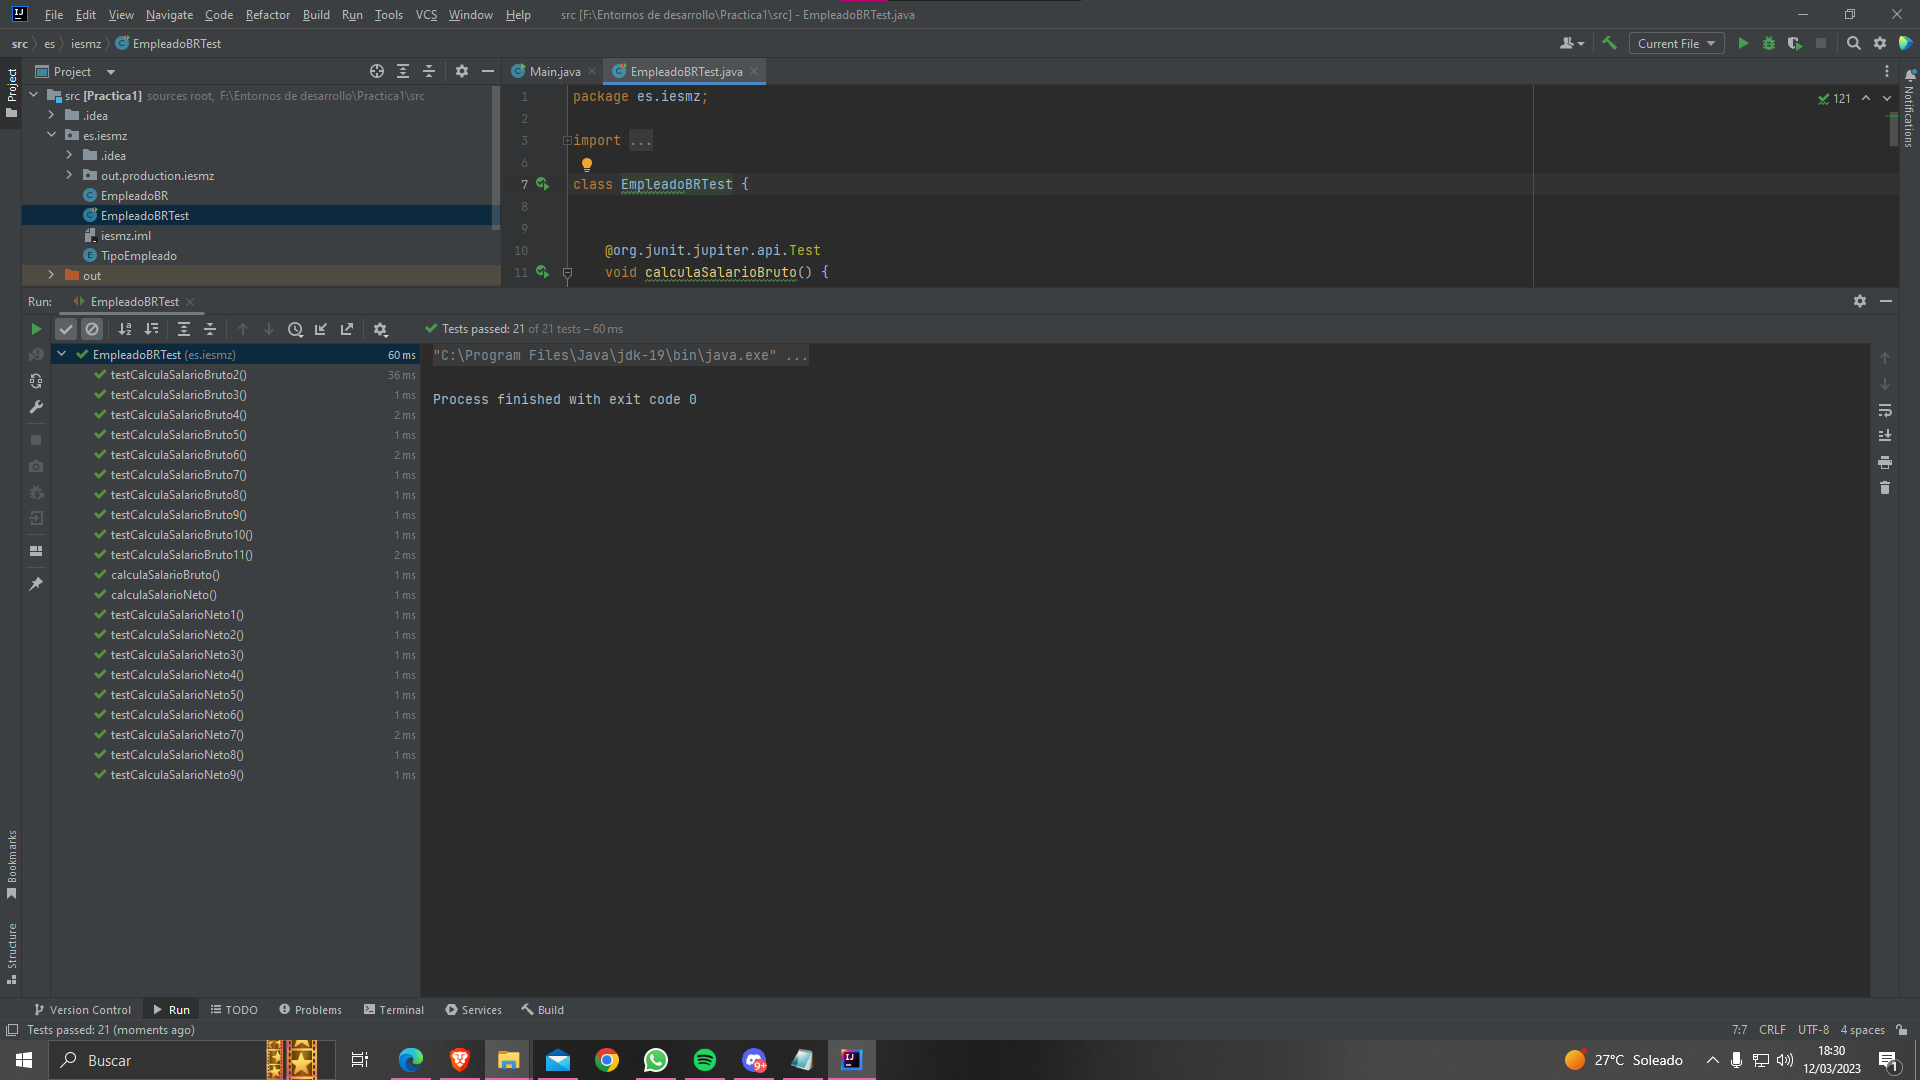 File Edit View Navigate Code Refactor Build Run Tools VCS Window Help src [F:\Entornos de desarrollo\Practica1\src] - EmpleadoBRTest.java
src es iesmz EmpleadoBRTest
Current File
Project
Main.java EmpleadoBRTest.java
Project
Notifications
src [Practica1] sources root, F:\Entornos de desarrollo\Practica1\src
.idea
es.iesmz
.idea
out.production.iesmz
EmpleadoBR
EmpleadoBRTest
iesmz.iml
TipoEmpleado
out
1 package es.iesmz;
121
2
3 import ...
6
7 class EmpleadoBRTest {
8
9
10 @org.junit.jupiter.api.Test
11 void calculaSalarioBruto() {
Run: EmpleadoBRTest
Tests passed: 21 of 21 tests – 60 ms
EmpleadoBRTest (es.iesmz) 60 ms
testCalculaSalarioBruto2() 36 ms
testCalculaSalarioBruto3() 1 ms
testCalculaSalarioBruto4() 2 ms
testCalculaSalarioBruto5() 1 ms
testCalculaSalarioBruto6() 2 ms
testCalculaSalarioBruto7() 1 ms
testCalculaSalarioBruto8() 1 ms
testCalculaSalarioBruto9() 1 ms
testCalculaSalarioBruto10() 1 ms
testCalculaSalarioBruto11() 2 ms
calculaSalarioBruto() 1 ms
calculaSalarioNeto() 1 ms
testCalculaSalarioNeto1() 1 ms
testCalculaSalarioNeto2() 1 ms
testCalculaSalarioNeto3() 1 ms
testCalculaSalarioNeto4() 1 ms
testCalculaSalarioNeto5() 1 ms
testCalculaSalarioNeto6() 1 ms
testCalculaSalarioNeto7() 2 ms
testCalculaSalarioNeto8() 1 ms
testCalculaSalarioNeto9() 1 ms
"C:\Program Files\Java\jdk-19\bin\java.exe" ...
Process finished with exit code 0
Bookmarks
Structure
Version Control Run TODO Problems Terminal Services Build
Tests passed: 21 (moments ago)
7:7 CRLF UTF-8 4 spaces
Buscar
27°C Soleado
18:30
12/03/2023
9+
1